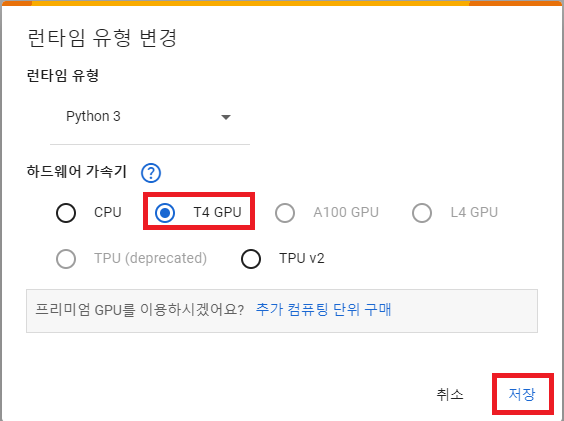 런타임 유형 변경
런타임 유형
Python 3
하드웨어 가속기 ?
CPU T4 GPU A100 GPU L4 GPU
TPU (deprecated) TPU v2
프리미엄 GPU를 이용하시겠어요? 추가 컴퓨팅 단위 구매
취소 저장